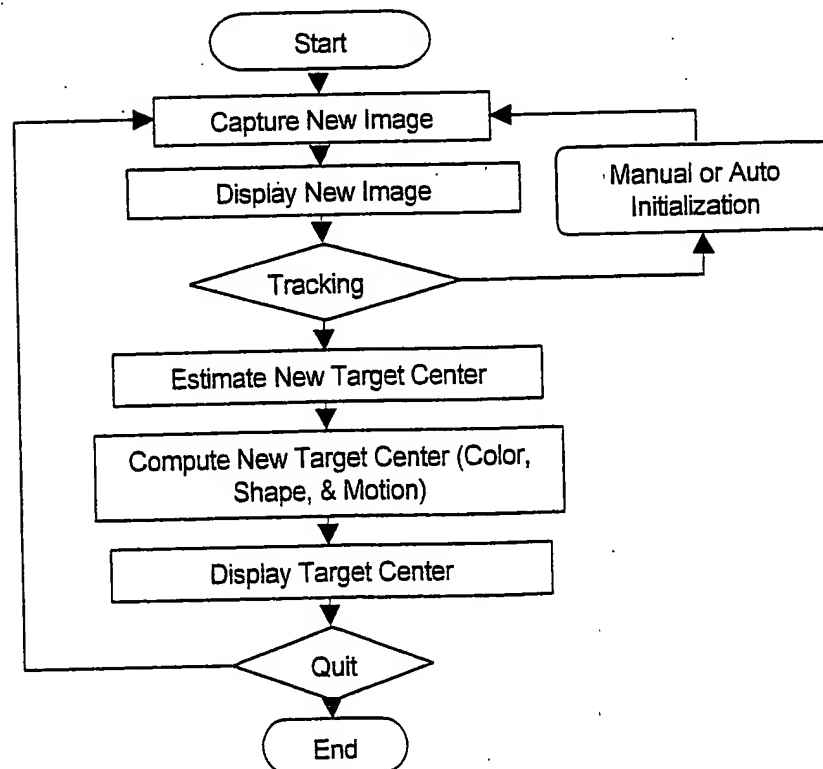 Start
Capture New Image
Display New Image
Manual or Auto
Initialization
Tracking
Estimate New Target Center
Compute New Target Center (Color,
Shape, & Motion)
Display Target Center
Quit
End